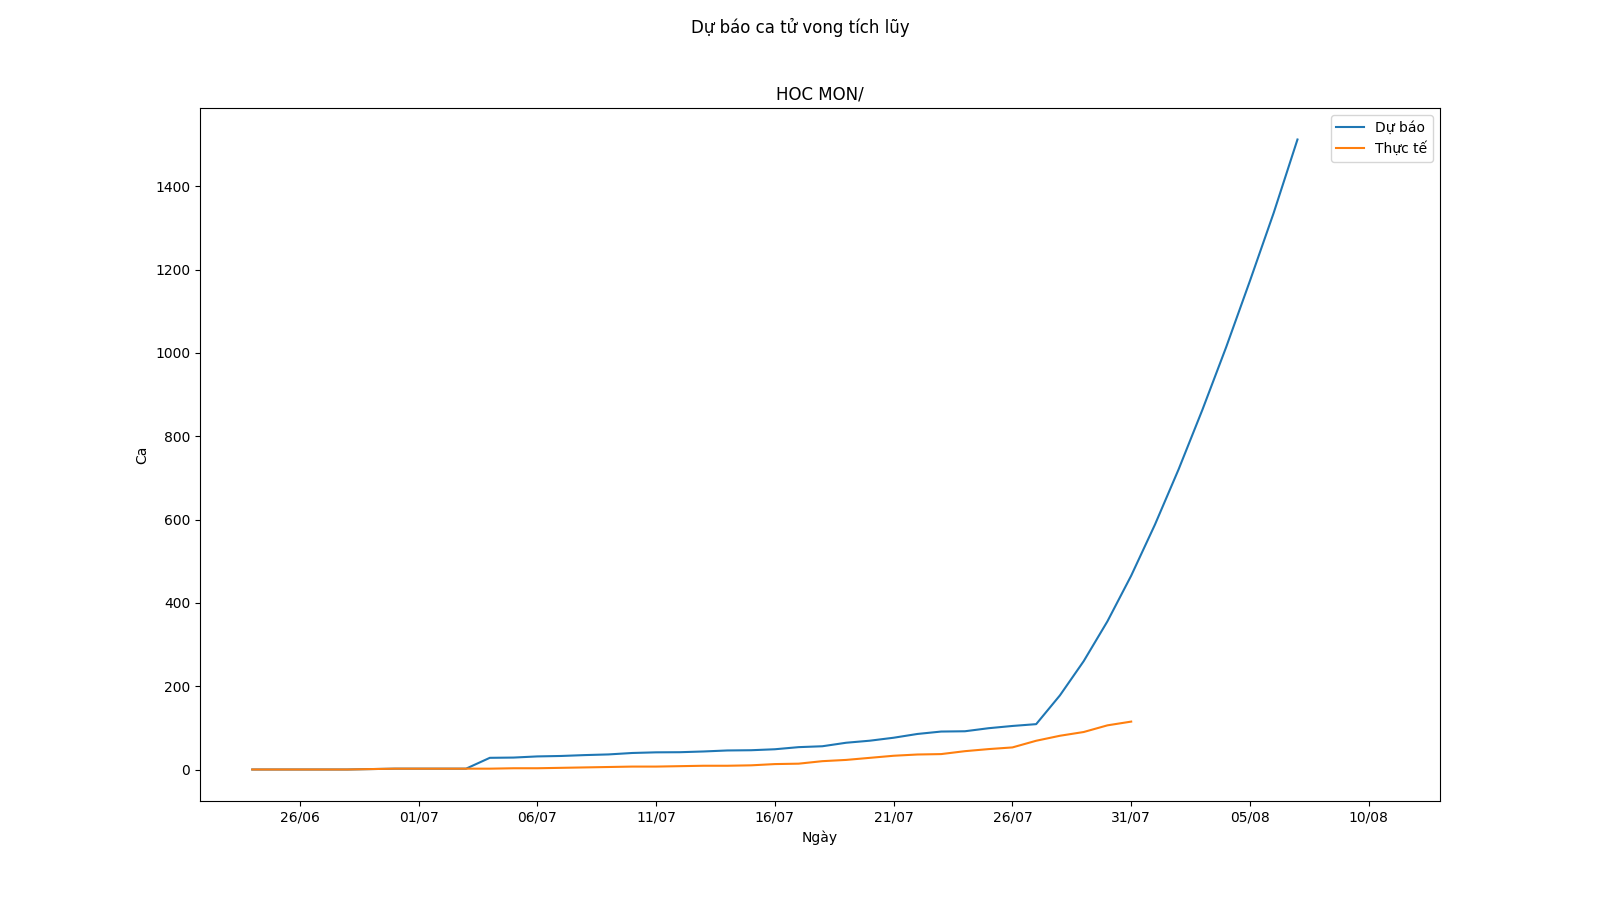 Dự báo ca tử vong tích lũy
HOC MON/
Dự báo
Thực tế
1400
1200
1000
800
600
400
200
0
Ca
26/06 01/07 06/07 11/07 16/07 21/07 26/07 31/07 05/08 10/08
Ngày